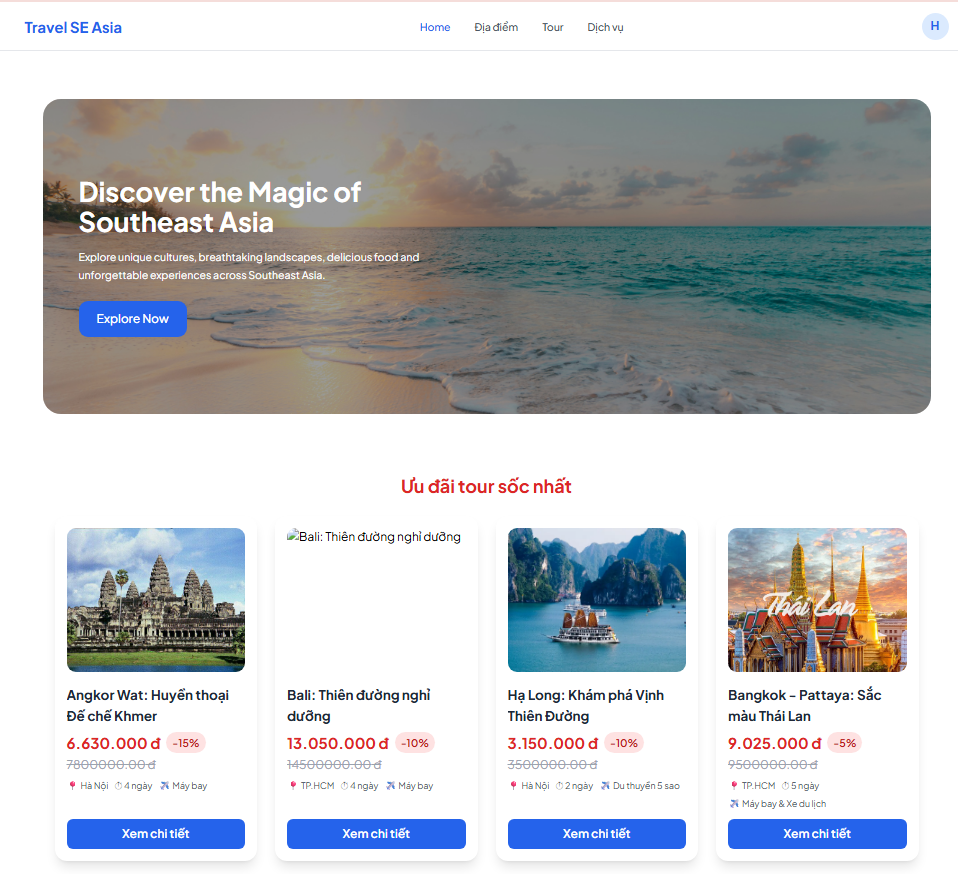 Travel SE Asia
Home Địa điểm Tour Dịch vụ
H
Discover the Magic of
Southeast Asia
Explore unique cultures, breathtaking landscapes, delicious food and
unforgettable experiences across Southeast Asia.
Explore Now
Ưu đãi tour sốc nhất
Angkor Wat: Huyền thoại
Đế chế Khmer
6.630.000 đ -15%
7800000.00 đ
Hà Nội 4 ngày Máy bay
Xem chi tiết
Bali: Thiên đường nghỉ dưỡng
Bali: Thiên đường nghỉ
dưỡng
13.050.000 đ -10%
14500000.00 đ
TP.HCM 4 ngày Máy bay
Xem chi tiết
Hạ Long: Khám phá Vịnh
Thiên Đường
3.150.000 đ -10%
3500000.00 đ
Hà Nội 2 ngày Du thuyền 5 sao
Xem chi tiết
Thái Lan
Bangkok - Pattaya: Sắc
màu Thái Lan
9.025.000 đ -5%
9500000.00 đ
TP.HCM 5 ngày
Máy bay & Xe du lịch
Xem chi tiết